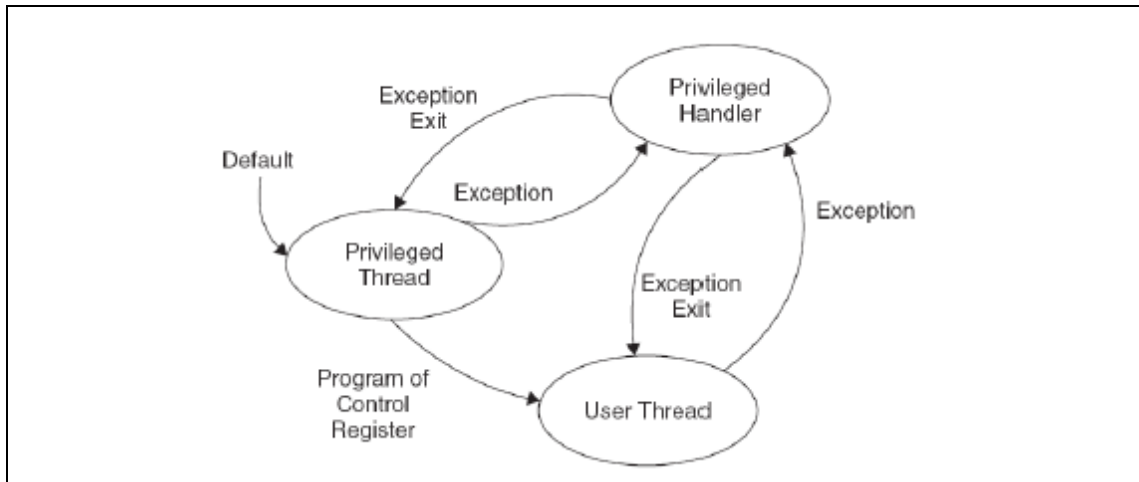 Privileged
Handler
Exception
Exit
Default
Exception
Exception
Privileged
Thread
Exception
Exit
Program of
Control
Register
User Thread